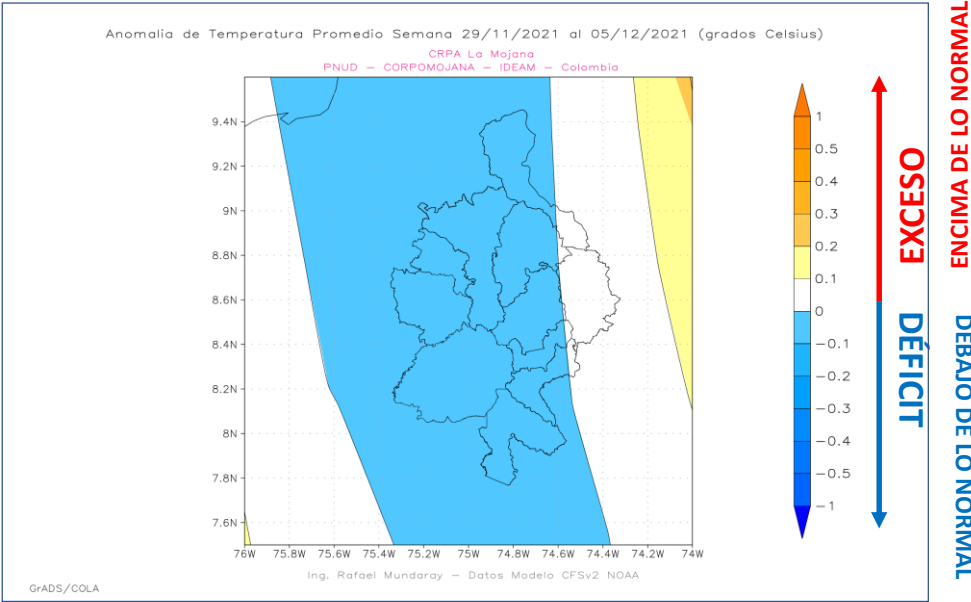 Anomalia de Temperatura Promedio Semana 29/11/2021 al 05/12/2021 (grados Celsius)
CRPA La Mojana
PNUD – CORPOMOJANA – IDEAM – Colombia
9.4N
9.2N
9N
8.8N
8.6N
8.4N
8.2N
8N
7.8N
7.6N
76W 75.8W 75.6W 75.4W 75.2W 75W 74.8W 74.6W 74.4W 74.2W 74W
Ing. Rafael Mundaray – Datos Modelo CFSv2 NOAA
GrADS/COLA
1
0.5
0.4
0.3
0.2
0.1
0
−0.1
−0.2
−0.3
−0.4
−0.5
−1
EXCESO
DÉFICIT
ENCIMA DE LO NORMAL
DEBAJO DE LO NORMAL